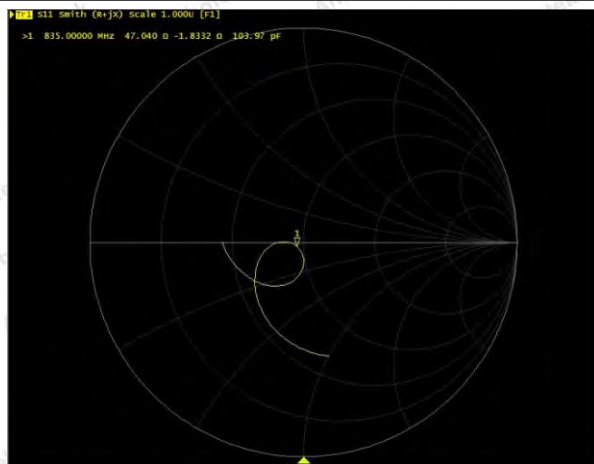 Tr1 S11 Smith (R+jX) Scale 1.000U [F1]
>1 835.00000 MHz 47.040 Ω -1.8332 Ω 103.97 pF
1